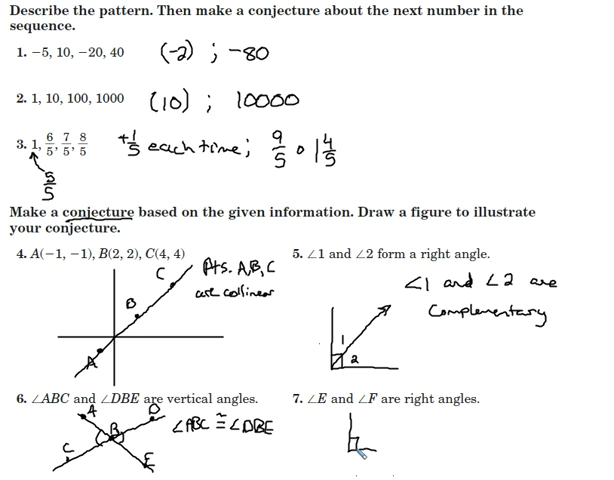 Describe the pattern. Then make a conjecture about the next number in the
sequence.
1. −5, 10, −20, 40 (-2) ; -80
2. 1, 10, 100, 1000 (10) ; 10000
3. 1, 6/5, 7/5, 8/5 +1/5 each time; 9/5 o 1 4/5
5/5
Make a conjecture based on the given information. Draw a figure to illustrate
your conjecture.
4. A(−1, −1), B(2, 2), C(4, 4)
Pts. A,B,C
are collinear
C
B
A
5. ∠1 and ∠2 form a right angle.
∠1 and ∠2 are
Complementary
1
2
6. ∠ABC and ∠DBE are vertical angles.
∠ABC ≅ ∠DBE
A
D
B
C
E
7. ∠E and ∠F are right angles.